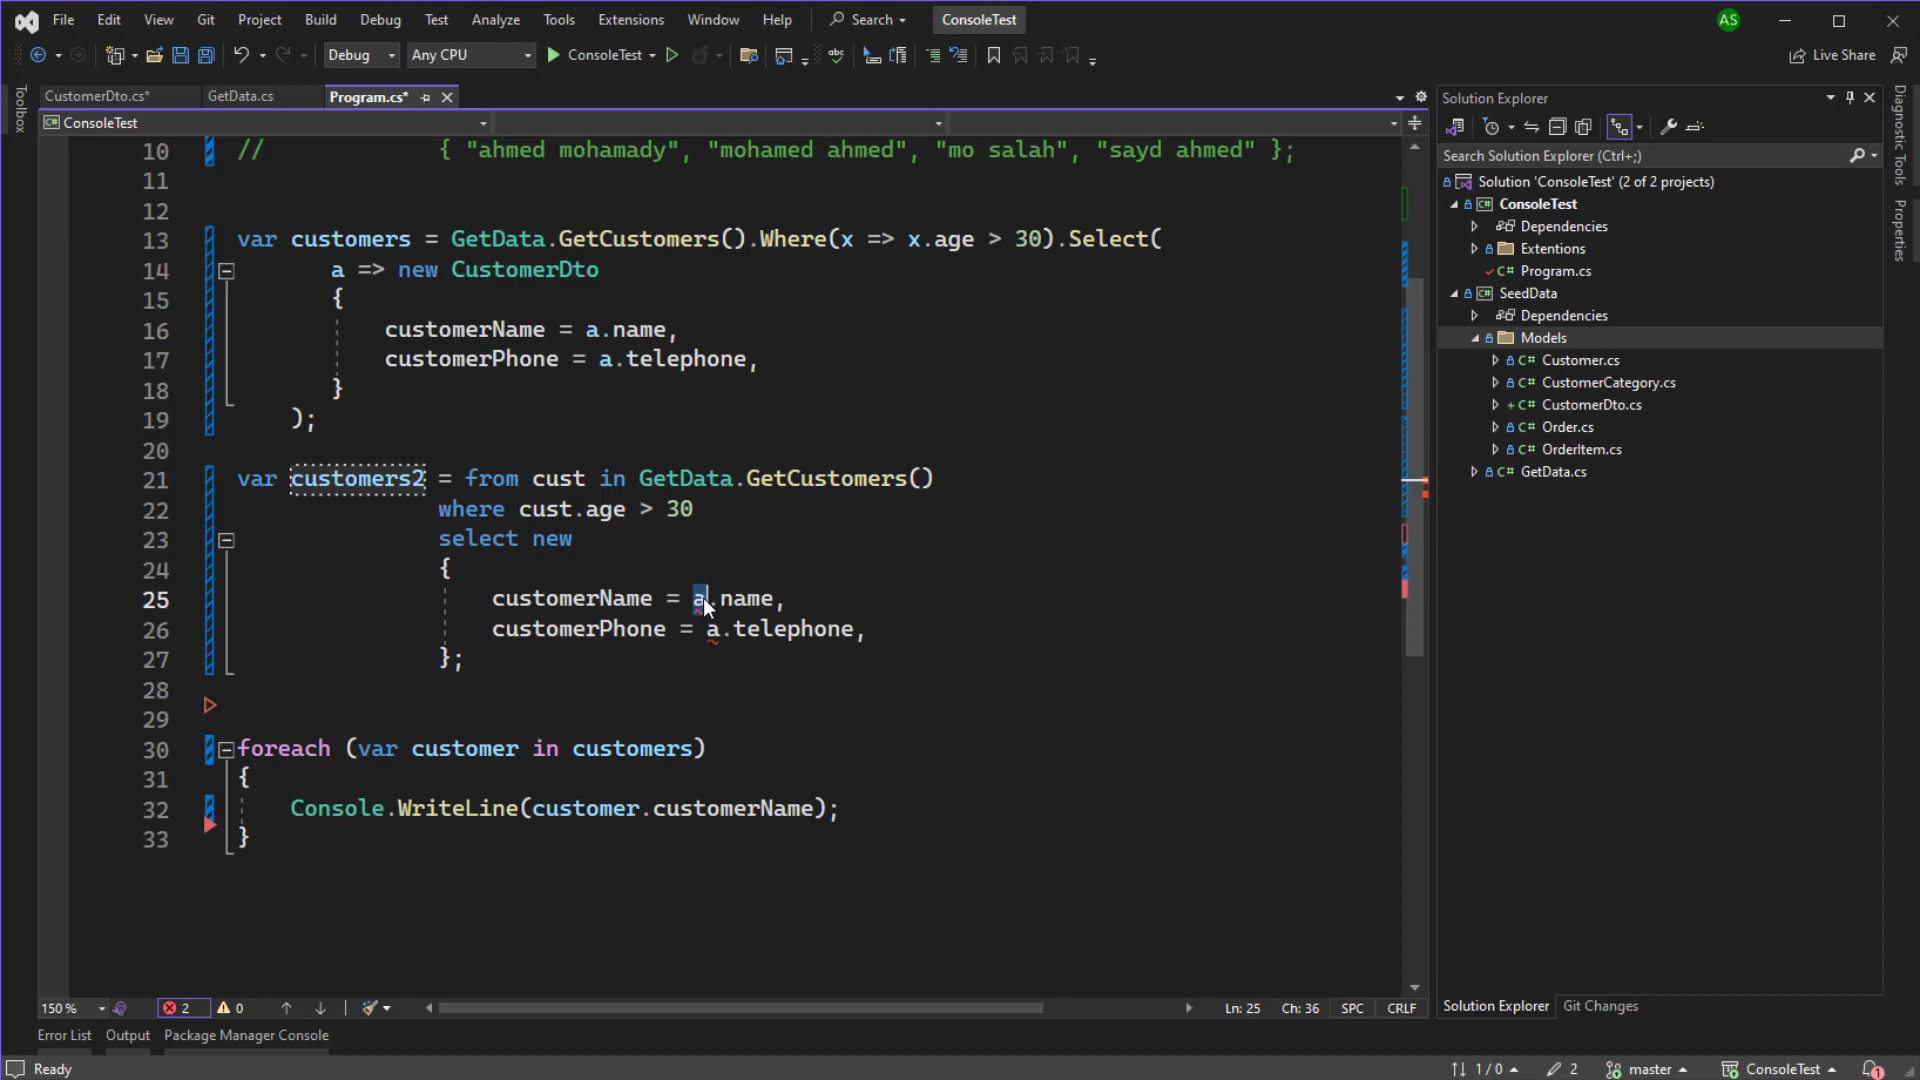 File Edit View Git Project Build Debug Test Analyze Tools Extensions Window Help Search ConsoleTest AS
Debug Any CPU ConsoleTest Live Share
Toolbox
CustomerDto.cs* GetData.cs Program.cs*
ConsoleTest
10 // { "ahmed mohamady", "mohamed ahmed", "mo salah", "sayd ahmed" };
11
12
13 var customers = GetData.GetCustomers().Where(x => x.age > 30).Select(
14 a => new CustomerDto
15 {
16 customerName = a.name,
17 customerPhone = a.telephone,
18 }
19 );
20
21 var customers2 = from cust in GetData.GetCustomers()
22 where cust.age > 30
23 select new
24 {
25 customerName = a.name,
26 customerPhone = a.telephone,
27 };
28
29
30 foreach (var customer in customers)
31 {
32 Console.WriteLine(customer.customerName);
33 }
150 % 2 0 Ln: 25 Ch: 36 SPC CRLF
Error List Output Package Manager Console
Solution Explorer
Search Solution Explorer (Ctrl+;)
Solution 'ConsoleTest' (2 of 2 projects)
C# ConsoleTest
Dependencies
Extentions
C# Program.cs
C# SeedData
Dependencies
Models
C# Customer.cs
C# CustomerCategory.cs
+ C# CustomerDto.cs
C# Order.cs
C# OrderItem.cs
C# GetData.cs
Solution Explorer Git Changes
Diagnostic Tools
Properties
Ready 1 / 0 2 master ConsoleTest 1